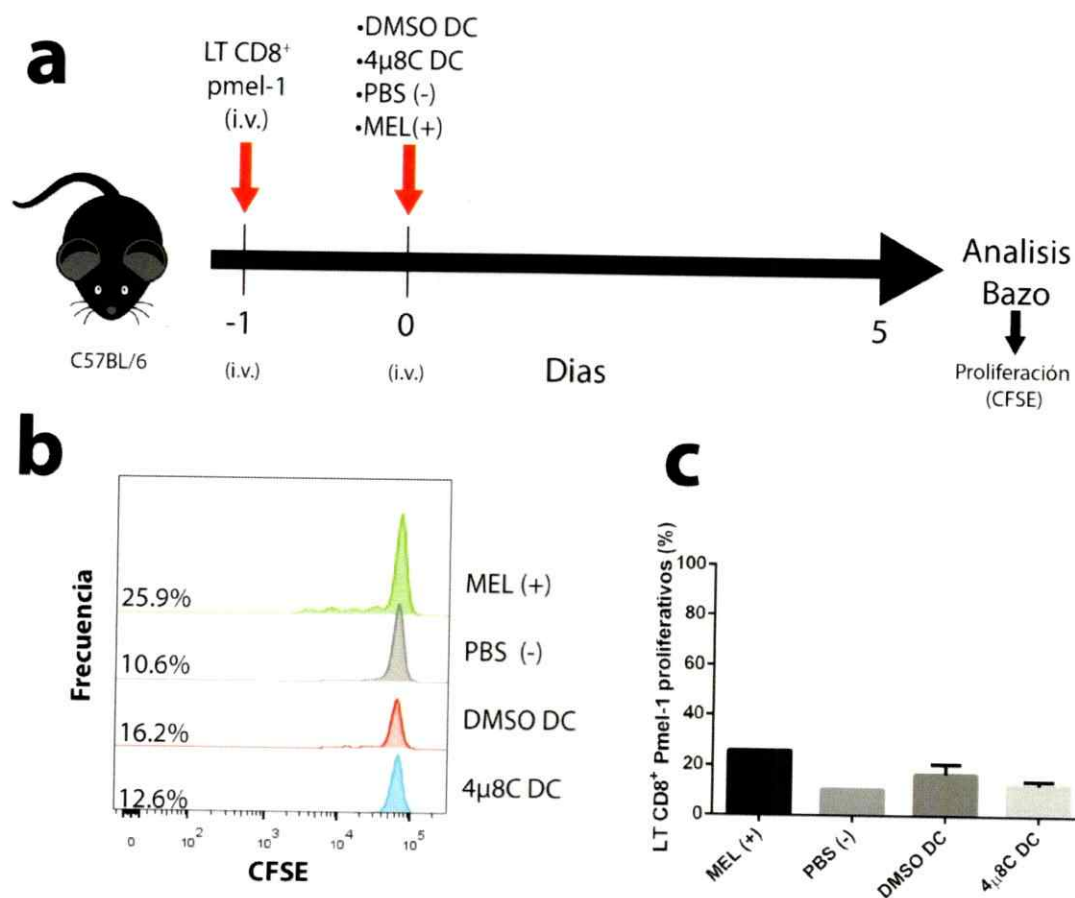 a
LT CD8⁺
pmel-1
(i.v.)
•DMSO DC
•4µ8C DC
•PBS (-)
•MEL(+)
C57BL/6
-1
(i.v.)
0
(i.v.)
Dias
5
Analisis
Bazo
Proliferación
(CFSE)
b
Frecuencia
25.9%
MEL (+)
10.6%
PBS (-)
16.2%
DMSO DC
12.6%
4µ8C DC
0 10² 10³ 10⁴ 10⁵
CFSE
c
LT CD8⁺ Pmel-1 proliferativos (%)
100
80
60
40
20
0
MEL (+)
PBS (-)
DMSO DC
4µ8C DC